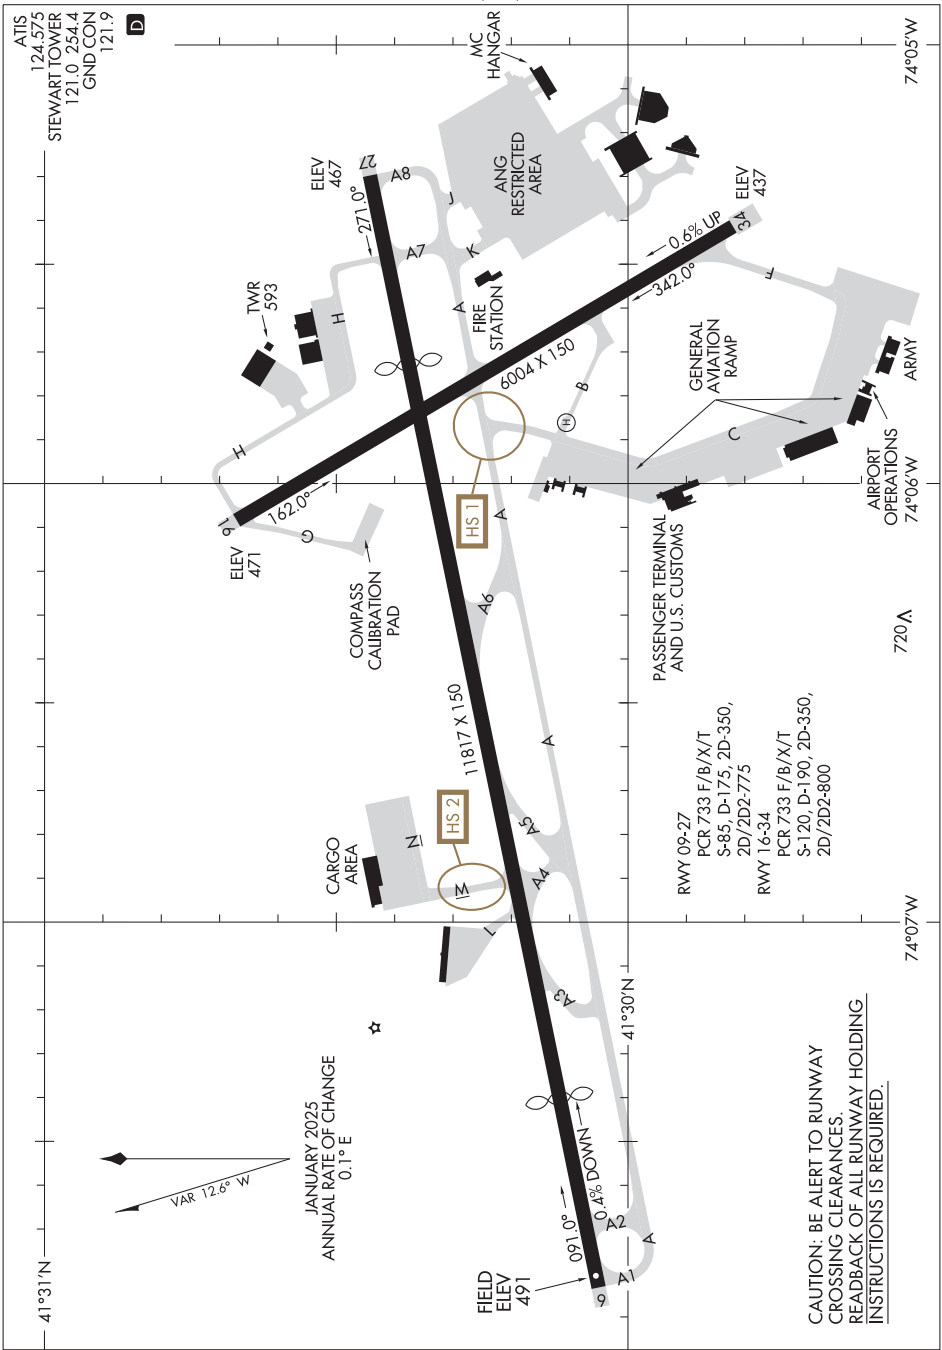 ATIS
124.575
STEWART TOWER
121.0 254.4
GND CON
121.9
D
MC
HANGAR
74°05'W
ELEV
467
27
A8
271.0°
J
ANG
RESTRICTED
AREA
ELEV
437
34
0.6% UP
342.0°
A7
K
A
FIRE
STATION
F
TWR
593
H
6004 X 150
B
H
GENERAL
AVIATION
RAMP
C
ARMY
AIRPORT
OPERATIONS
H
HS 1
74°06'W
16
162.0°
ELEV
471
G
A
COMPASS
CALIBRATION
PAD
A6
PASSENGER TERMINAL
AND U.S. CUSTOMS
720
11817 X 150
A
HS 2
A5
N
CARGO
AREA
M
A4
L
A3
RWY 09-27
PCR 733 F/B/X/T
S-85, D-175, 2D-350,
2D/2D2-775
RWY 16-34
PCR 733 F/B/X/T
S-120, D-190, 2D-350,
2D/2D2-800
74°07'W
41°30'N
JANUARY 2025
ANNUAL RATE OF CHANGE
0.1° E
VAR 12.6° W
0.4% DOWN
091.0°
A2
A
A1
9
FIELD
ELEV
491
41°31'N
CAUTION: BE ALERT TO RUNWAY
CROSSING CLEARANCES.
READBACK OF ALL RUNWAY HOLDING
INSTRUCTIONS IS REQUIRED.